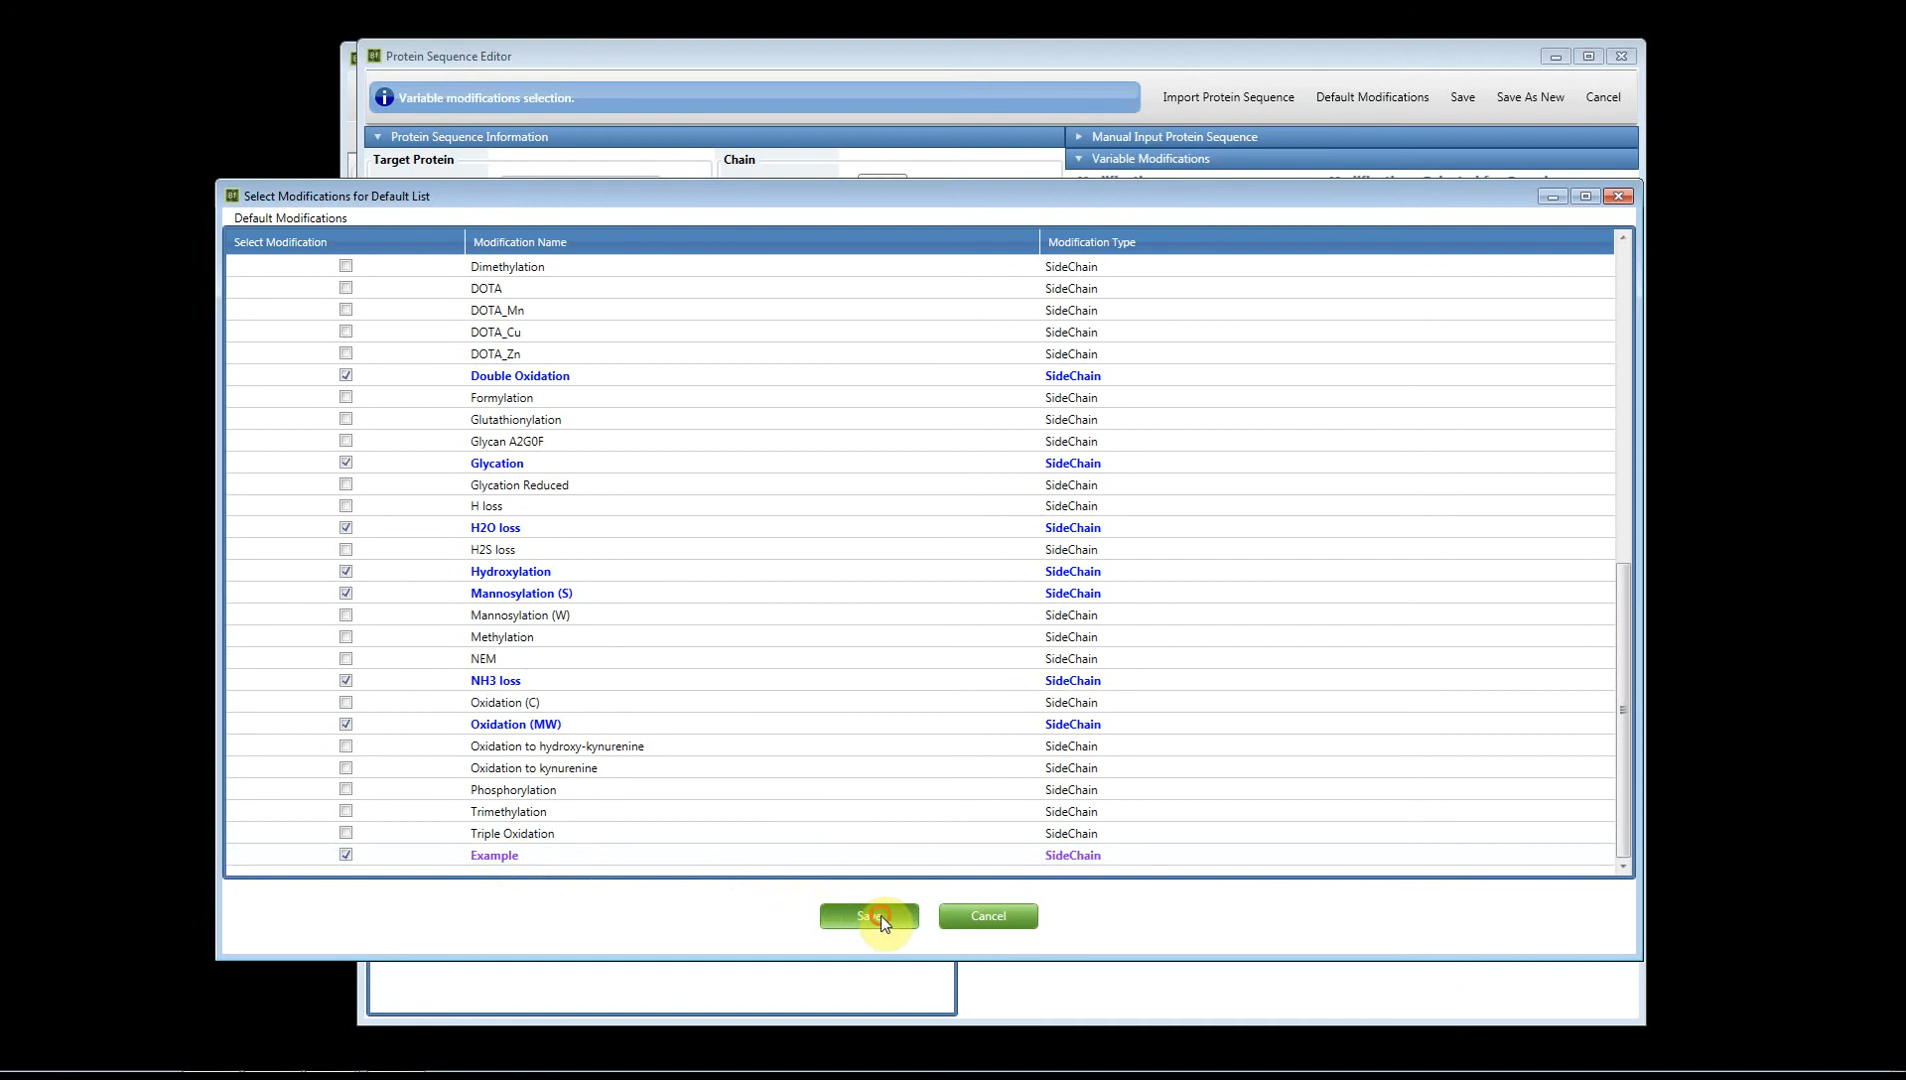 Protein Sequence Editor
Variable modifications selection.
Import Protein Sequence Default Modifications Save Save As New Cancel
Protein Sequence Information Manual Input Protein Sequence
Target Protein Chain Variable Modifications
Select Modifications for Default List
Default Modifications
Select Modification Modification Name Modification Type
Dimethylation SideChain
DOTA SideChain
DOTA_Mn SideChain
DOTA_Cu SideChain
DOTA_Zn SideChain
Double Oxidation SideChain
Formylation SideChain
Glutathionylation SideChain
Glycan A2G0F SideChain
Glycation SideChain
Glycation Reduced SideChain
H loss SideChain
H2O loss SideChain
H2S loss SideChain
Hydroxylation SideChain
Mannosylation (S) SideChain
Mannosylation (W) SideChain
Methylation SideChain
NEM SideChain
NH3 loss SideChain
Oxidation (C) SideChain
Oxidation (MW) SideChain
Oxidation to hydroxy-kynurenine SideChain
Oxidation to kynurenine SideChain
Phosphorylation SideChain
Trimethylation SideChain
Triple Oxidation SideChain
Example SideChain
Save Cancel